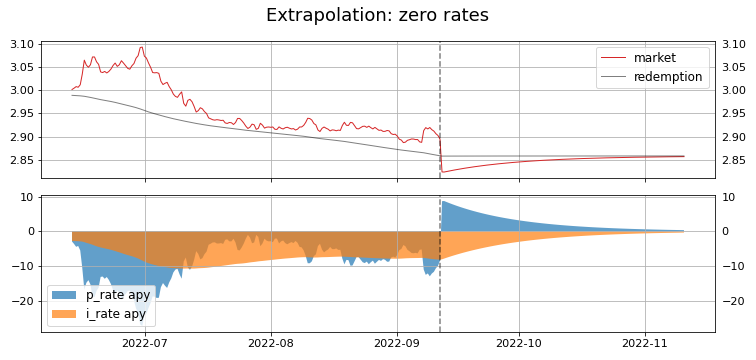 Extrapolation: zero rates
3.10 3.10
3.05 3.05
3.00 3.00
2.95 2.95
2.90 2.90
2.85 2.85
market
redemption
10 10
0 0
−10 −10
−20 −20
p_rate apy
i_rate apy
2022-07 2022-08 2022-09 2022-10 2022-11